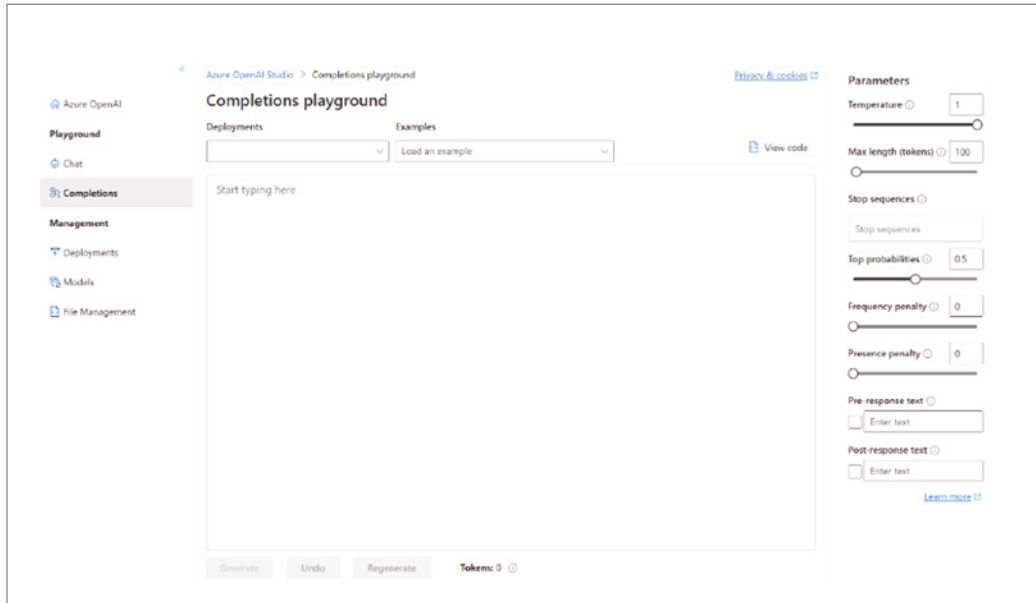 Azure OpenAI
Playground
Chat
Completions
Management
Deployments
Models
File Management
Azure OpenAI Studio > Completions playground
Privacy & cookies
Completions playground
Deployments
Examples
Load an example
View code
Start typing here
Generate
Undo
Regenerate
Tokens: 0
Parameters
Temperature
1
Max length (tokens)
100
Stop sequences
Stop sequences
Top probabilities
0.5
Frequency penalty
0
Presence penalty
0
Pre-response text
Enter text
Post-response text
Enter text
Learn more